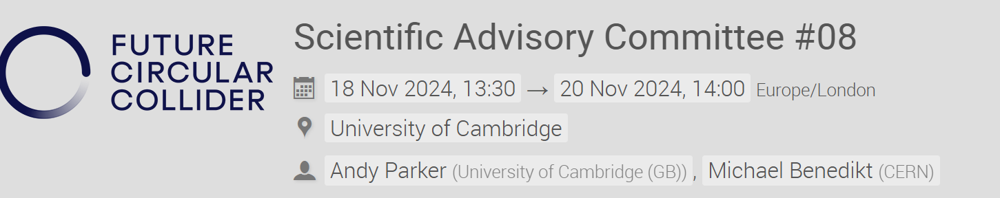 FUTURE
CIRCULAR
COLLIDER
Scientific Advisory Committee #08
18 Nov 2024, 13:30 → 20 Nov 2024, 14:00 Europe/London
University of Cambridge
Andy Parker (University of Cambridge (GB)) , Michael Benedikt (CERN)